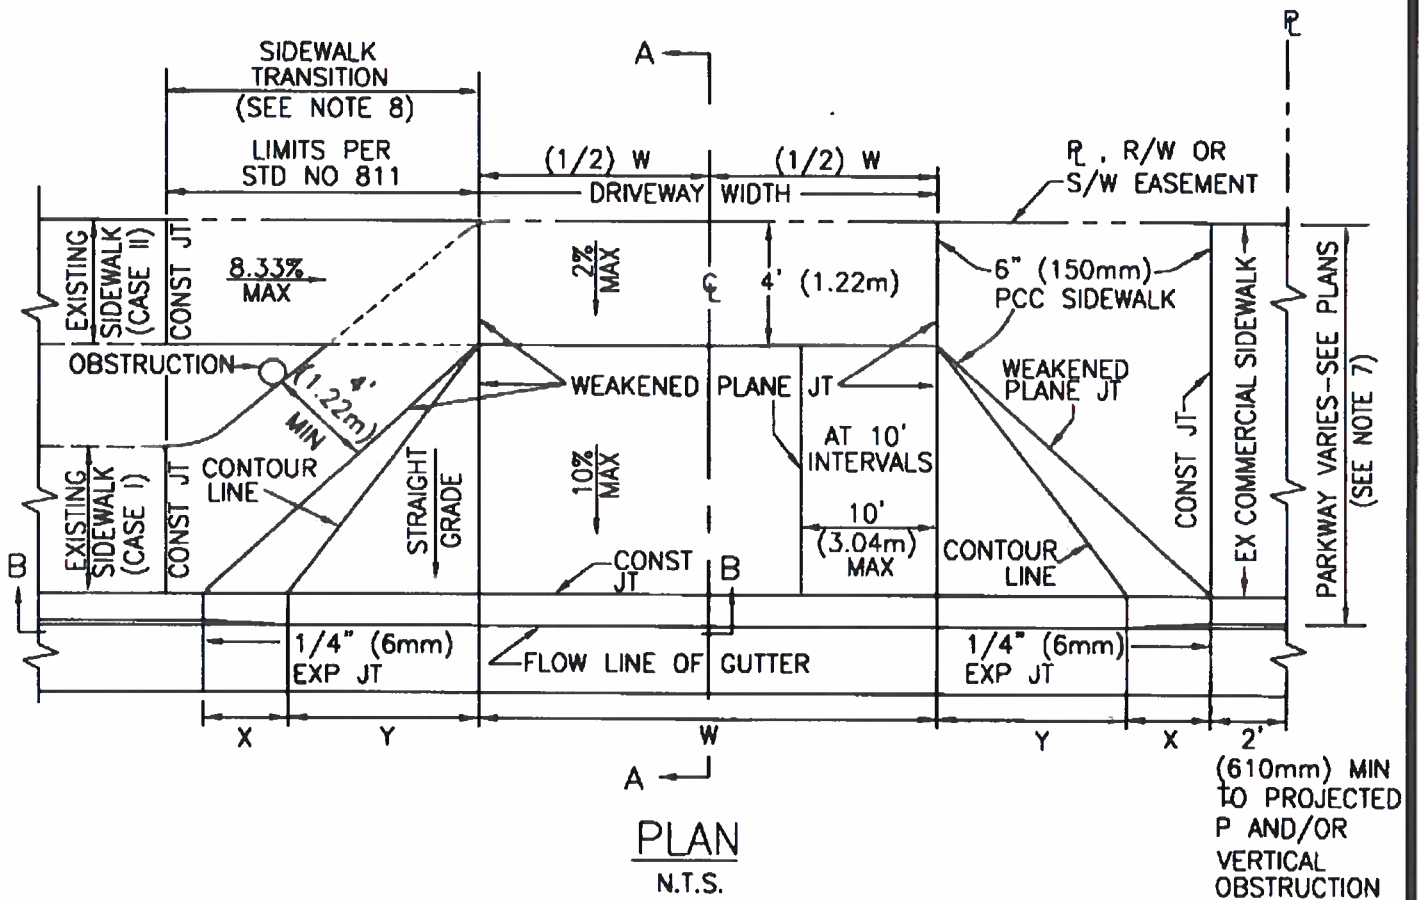 SIDEWALK
TRANSITION
(SEE NOTE 8)
LIMITS PER
STD NO 811
A
(1/2) W
(1/2) W
DRIVEWAY WIDTH
℄
PL
PL , R/W OR
S/W EASEMENT
EXISTING
SIDEWALK
(CASE II)
CONST JT
8.33%
MAX
2%
MAX
4' (1.22m)
6" (150mm)
PCC SIDEWALK
OBSTRUCTION
4'
(1.22m)
MIN
WEAKENED PLANE JT
WEAKENED
PLANE JT
AT 10'
INTERVALS
10'
(3.04m)
MAX
EXISTING
SIDEWALK
(CASE I)
CONST JT
CONTOUR
LINE
STRAIGHT
GRADE
10%
MAX
CONTOUR
LINE
CONST JT
EX COMMERCIAL SIDEWALK
PARKWAY VARIES-SEE PLANS
(SEE NOTE 7)
B
CONST
JT
B
1/4" (6mm)
EXP JT
FLOW LINE OF GUTTER
1/4" (6mm)
EXP JT
X
Y
W
Y
X
2'
(610mm) MIN
TO PROJECTED
P AND/OR
VERTICAL
OBSTRUCTION
A
PLAN
N.T.S.